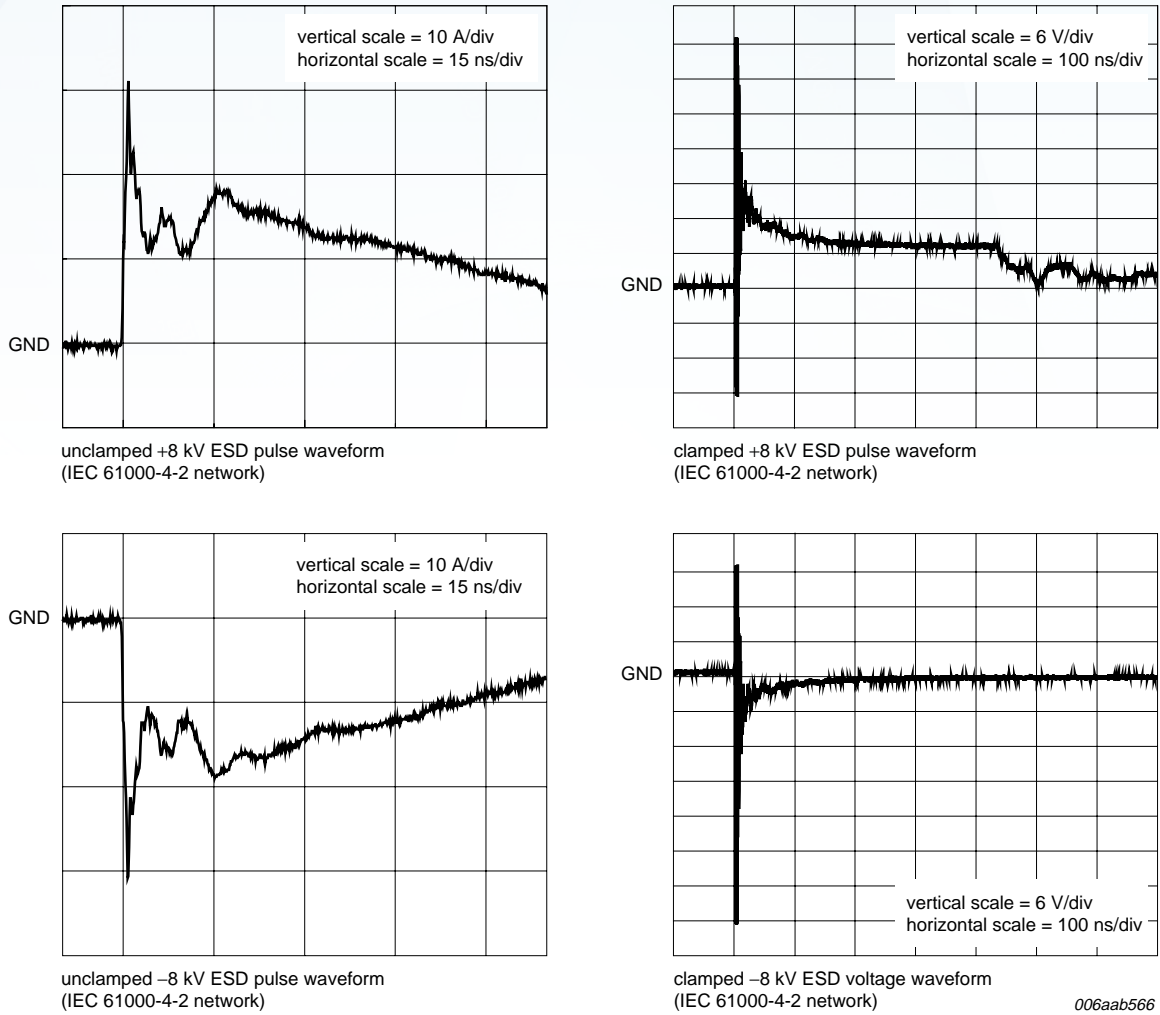 vertical scale = 10 A/div
horizontal scale = 15 ns/div
GND
unclamped +8 kV ESD pulse waveform
(IEC 61000-4-2 network)
vertical scale = 6 V/div
horizontal scale = 100 ns/div
GND
clamped +8 kV ESD pulse waveform
(IEC 61000-4-2 network)
vertical scale = 10 A/div
horizontal scale = 15 ns/div
GND
unclamped −8 kV ESD pulse waveform
(IEC 61000-4-2 network)
GND
vertical scale = 6 V/div
horizontal scale = 100 ns/div
clamped −8 kV ESD voltage waveform
(IEC 61000-4-2 network)
006aab566